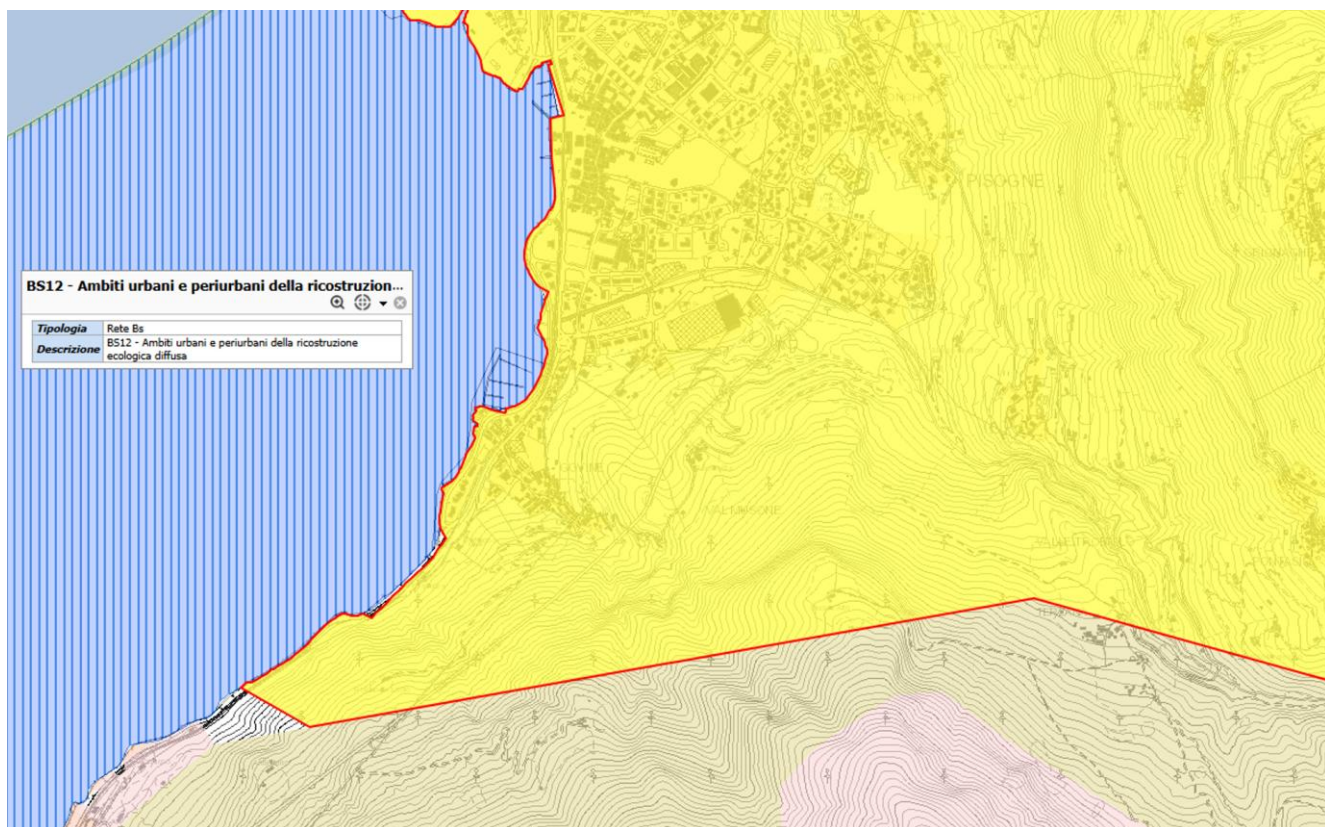 PISOGNE
BS12 - Ambiti urbani e periurbani della ricostruzion...
Tipologia Rete Bs
Descrizione BS12 - Ambiti urbani e periurbani della ricostruzione
ecologica diffusa
GOVINE